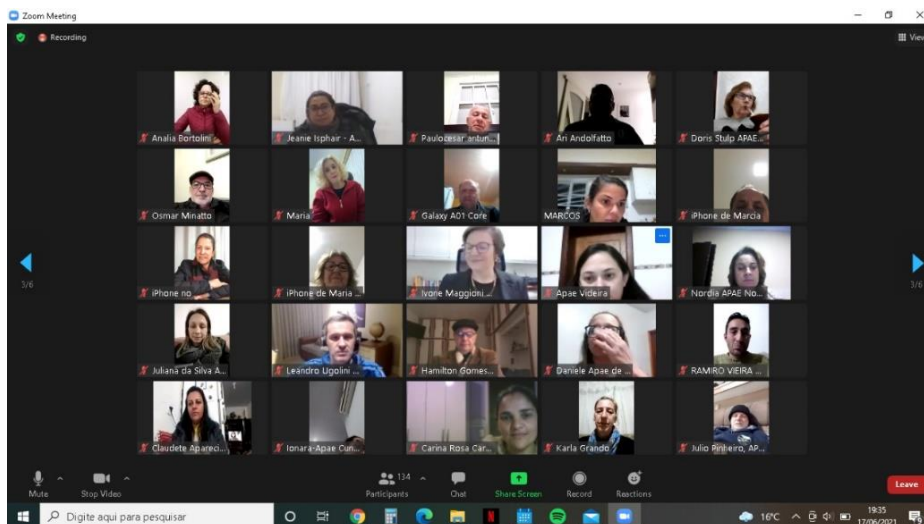 Zoom Meeting
Recording
View
Analia Bortolini
Jeanie Isphair - A...
Paulocesar antun...
Ari Andolfatto
Doris Stulp APAE...
Osmar Minatto
Maria
Galaxy A01 Core
MARCOS
iPhone de Marcia
iPhone no
iPhone de Maria ...
Ivone Maggioni ...
Apae Videira
Nordia APAE No...
3/6
3/6
Juliana da Silva A...
Leandro Ugolini ...
Hamilton Gomes...
Daniele Apae de ...
RAMIRO VIEIRA ...
Claudete Apareci...
Ionara-Apae Cun...
Carina Rosa Car...
Karla Grando
Julio Pinheiro, AP...
Mute
Stop Video
134
Participants
Chat
Share Screen
Record
Reactions
Leave
Digite aqui para pesquisar
16°C
19:35
17/06/2021